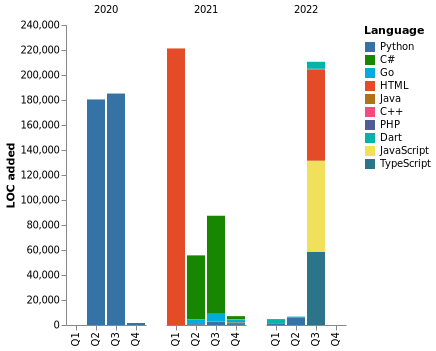 2020 2021 2022
240,000
220,000
200,000
180,000
160,000
140,000
120,000
100,000
80,000
60,000
40,000
20,000
0
LOC added
Q1 Q2 Q3 Q4 Q1 Q2 Q3 Q4 Q1 Q2 Q3 Q4
Language
Python
C#
Go
HTML
Java
C++
PHP
Dart
JavaScript
TypeScript